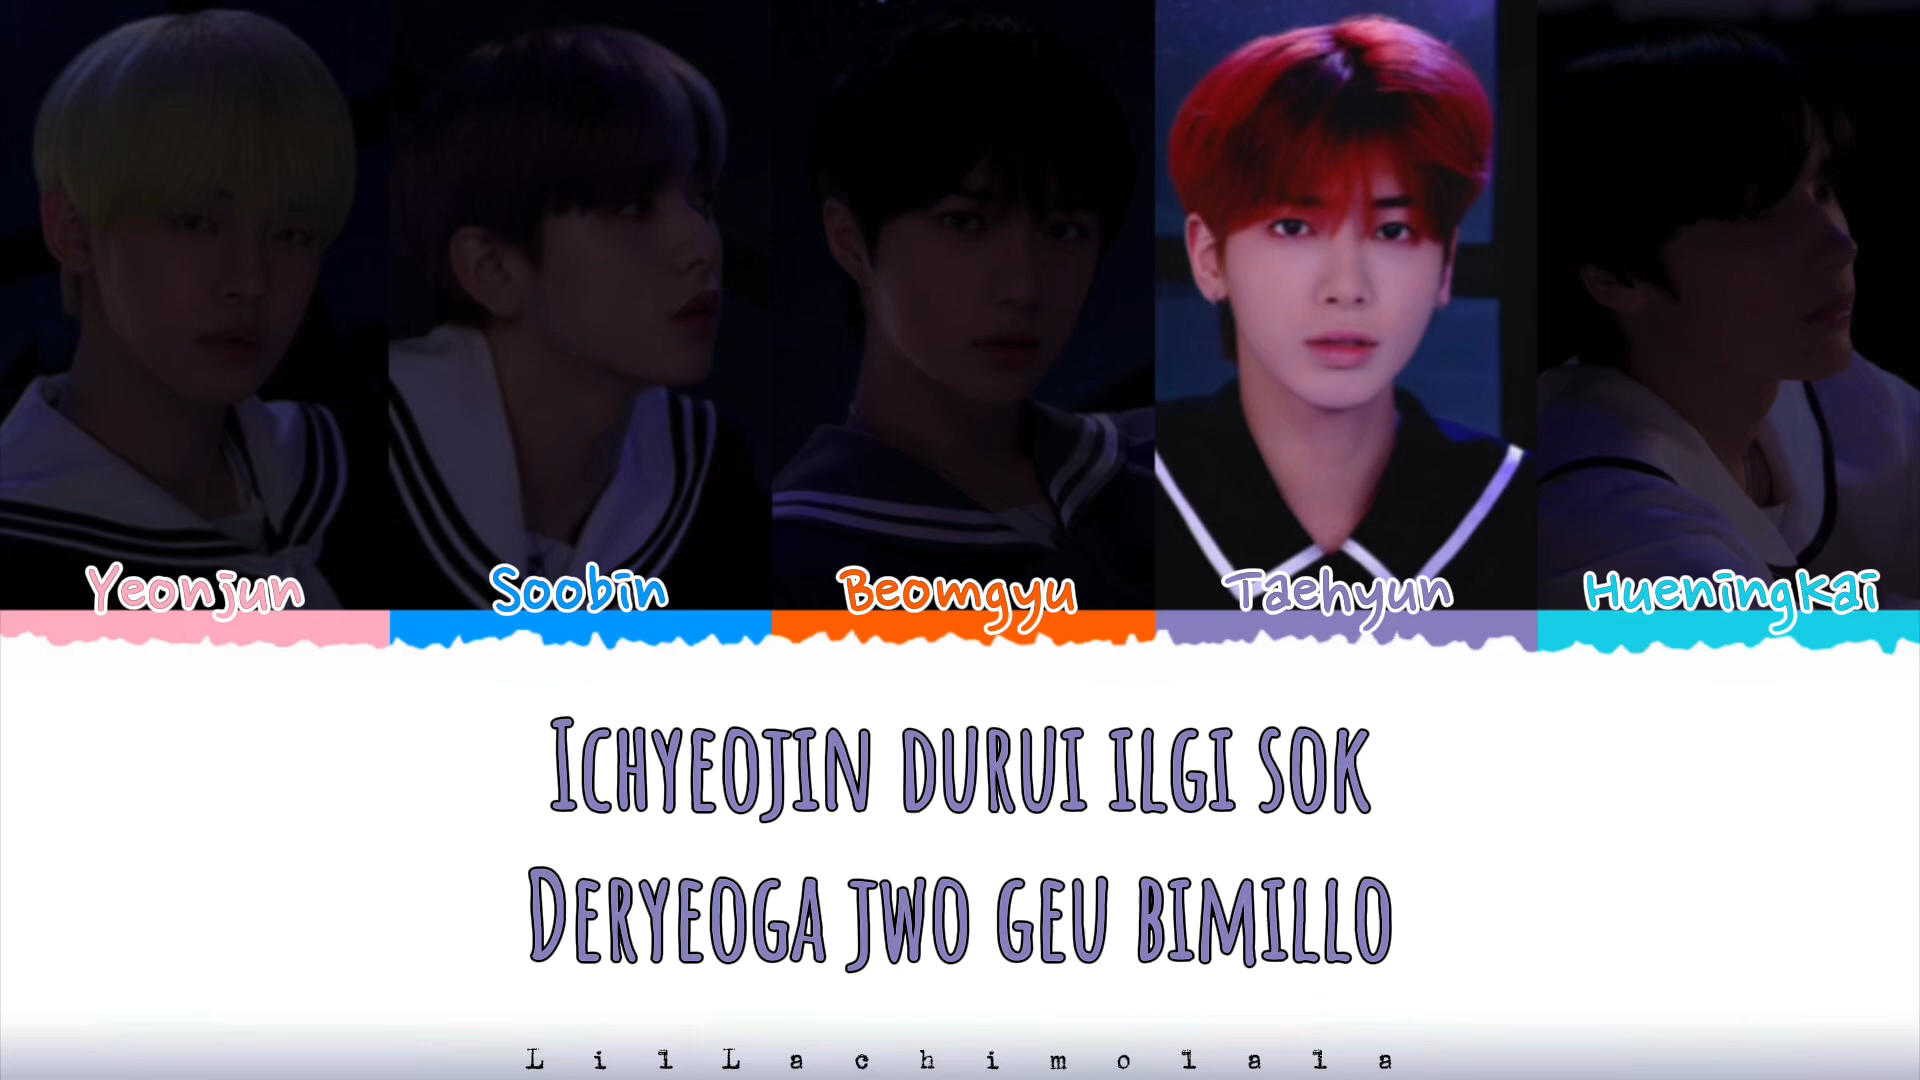 Yeonjun Soobin Beomgyu Taehyun Hueningkai
Ichyeojin durui ilgi sok
Deryeoga jwo geu bimillo
LilLachimolala